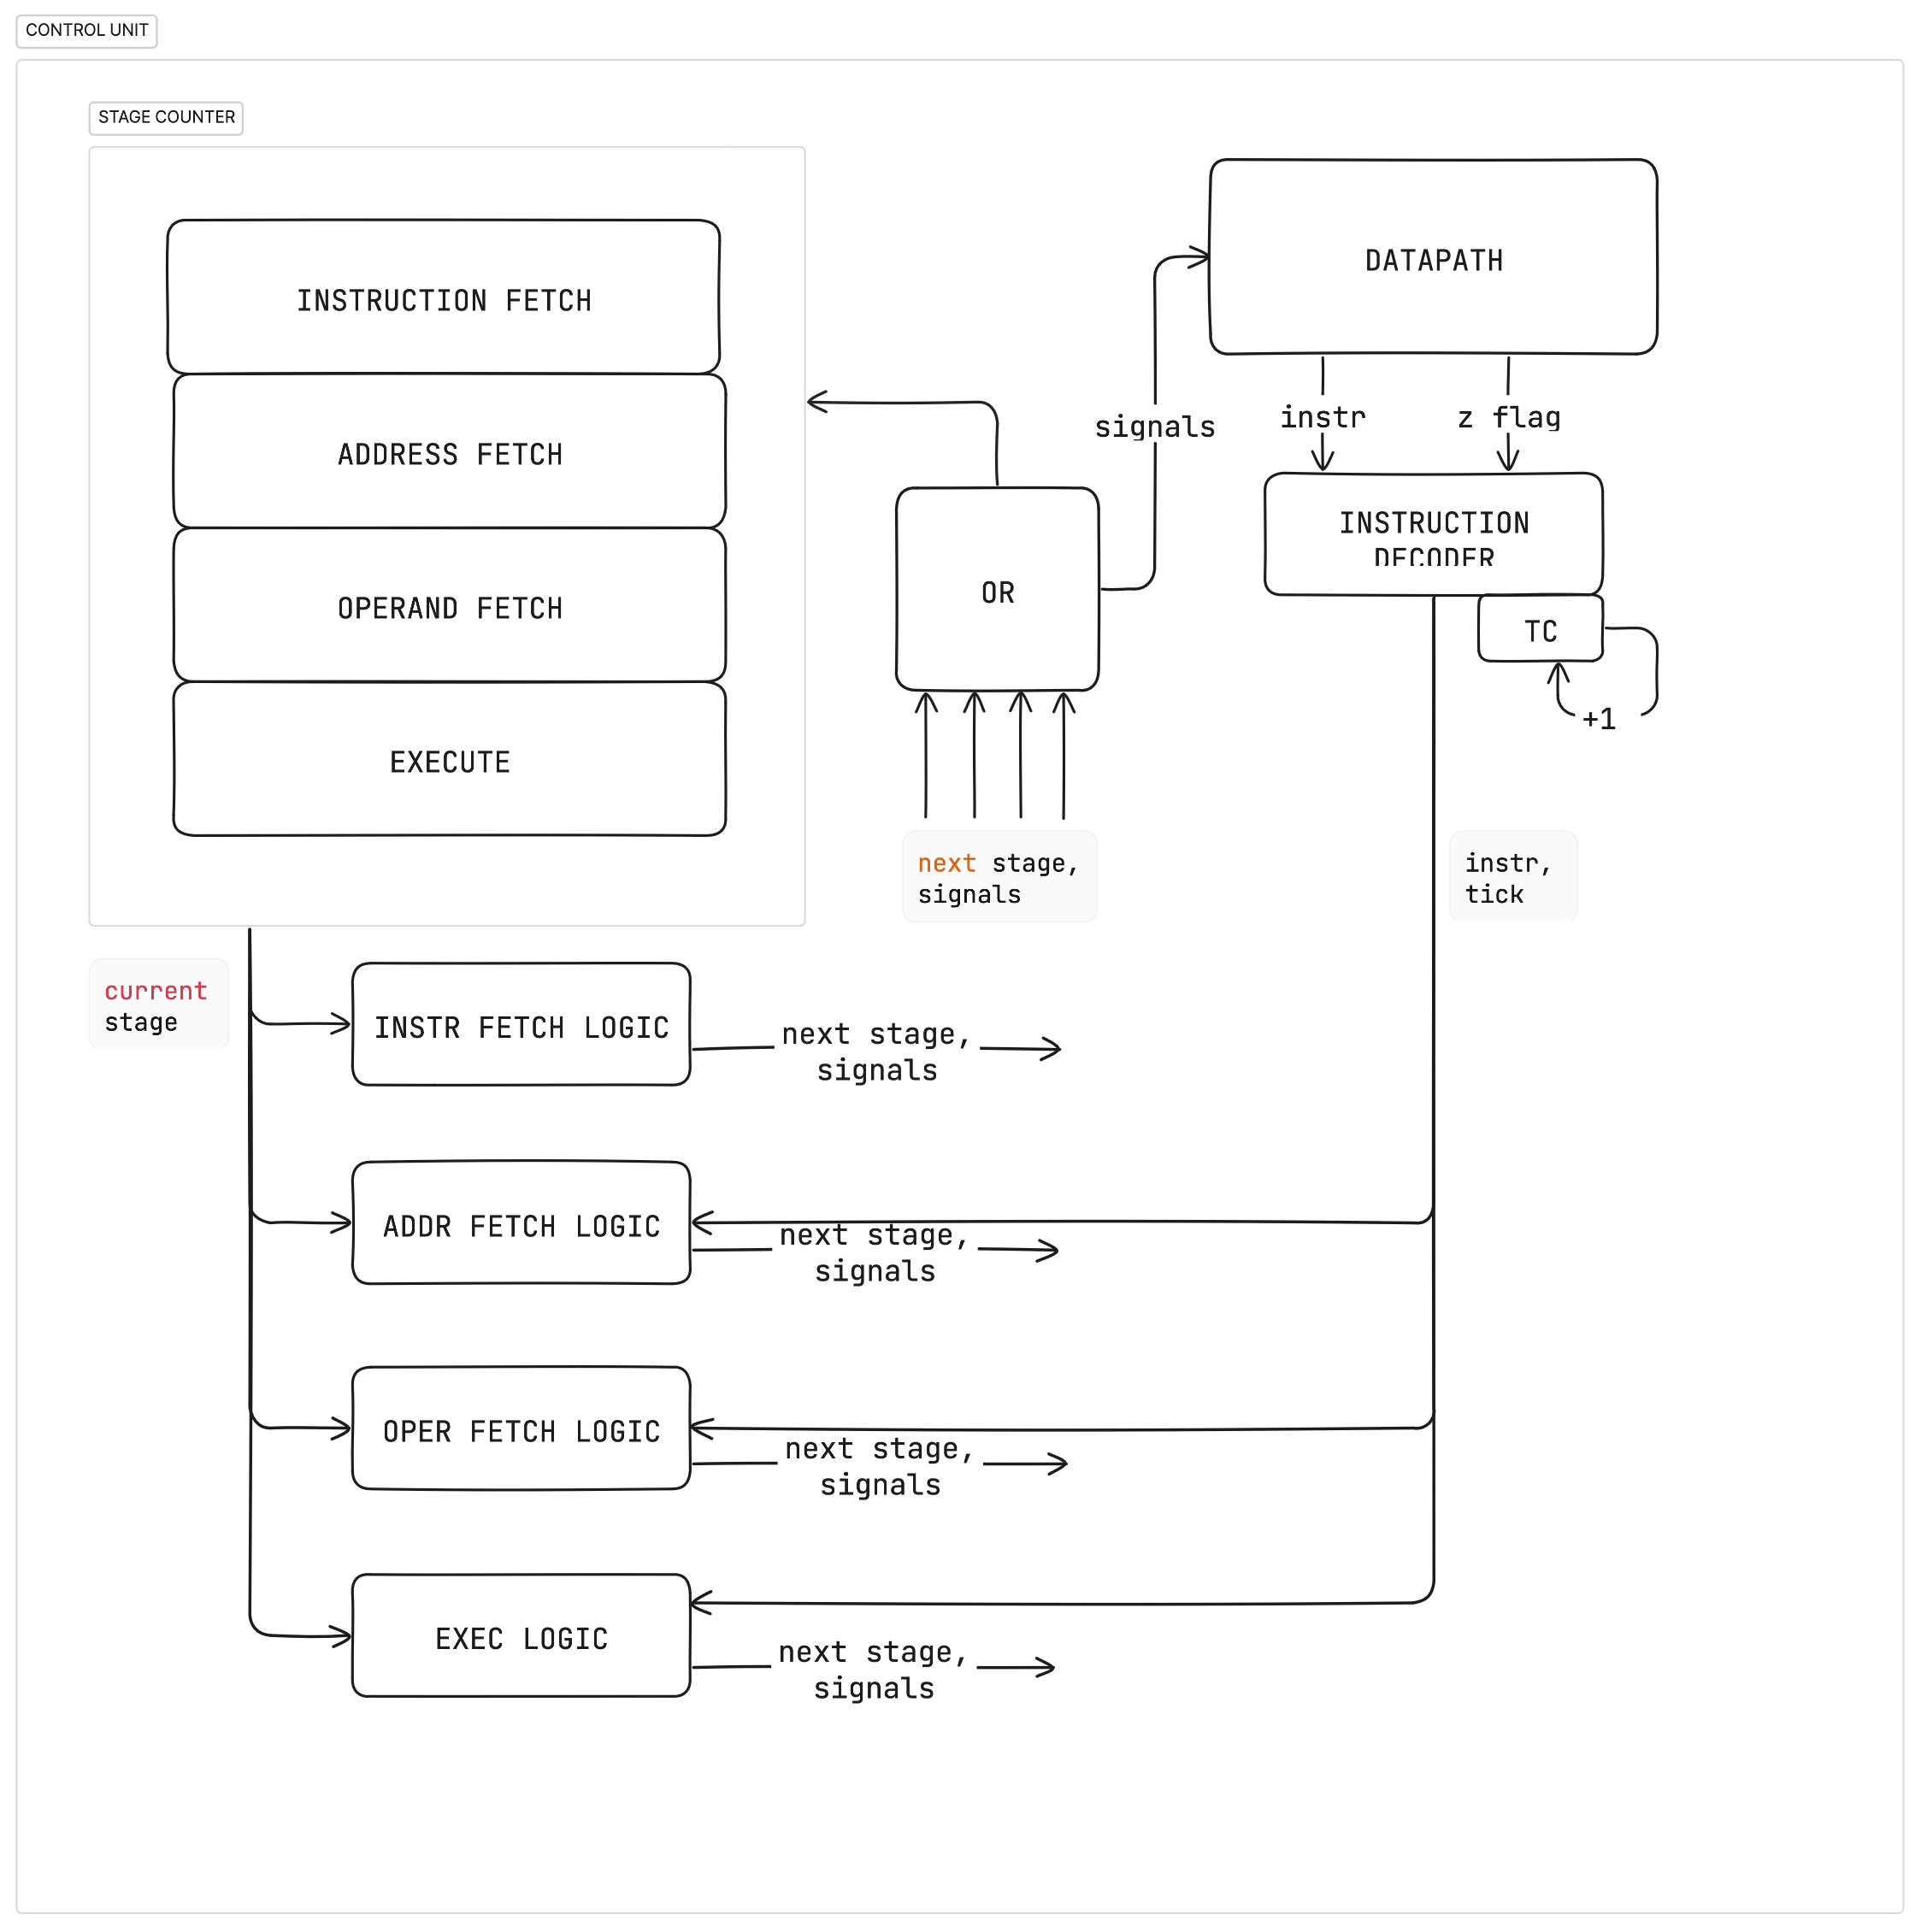 CONTROL UNIT
STAGE COUNTER
INSTRUCTION FETCH
ADDRESS FETCH
OPERAND FETCH
EXECUTE
OR
signals
DATAPATH
instr
z flag
INSTRUCTION
DECODER
TC
+1
next stage,
signals
instr,
tick
current
stage
INSTR FETCH LOGIC
next stage,
signals
ADDR FETCH LOGIC
next stage,
signals
OPER FETCH LOGIC
next stage,
signals
EXEC LOGIC
next stage,
signals